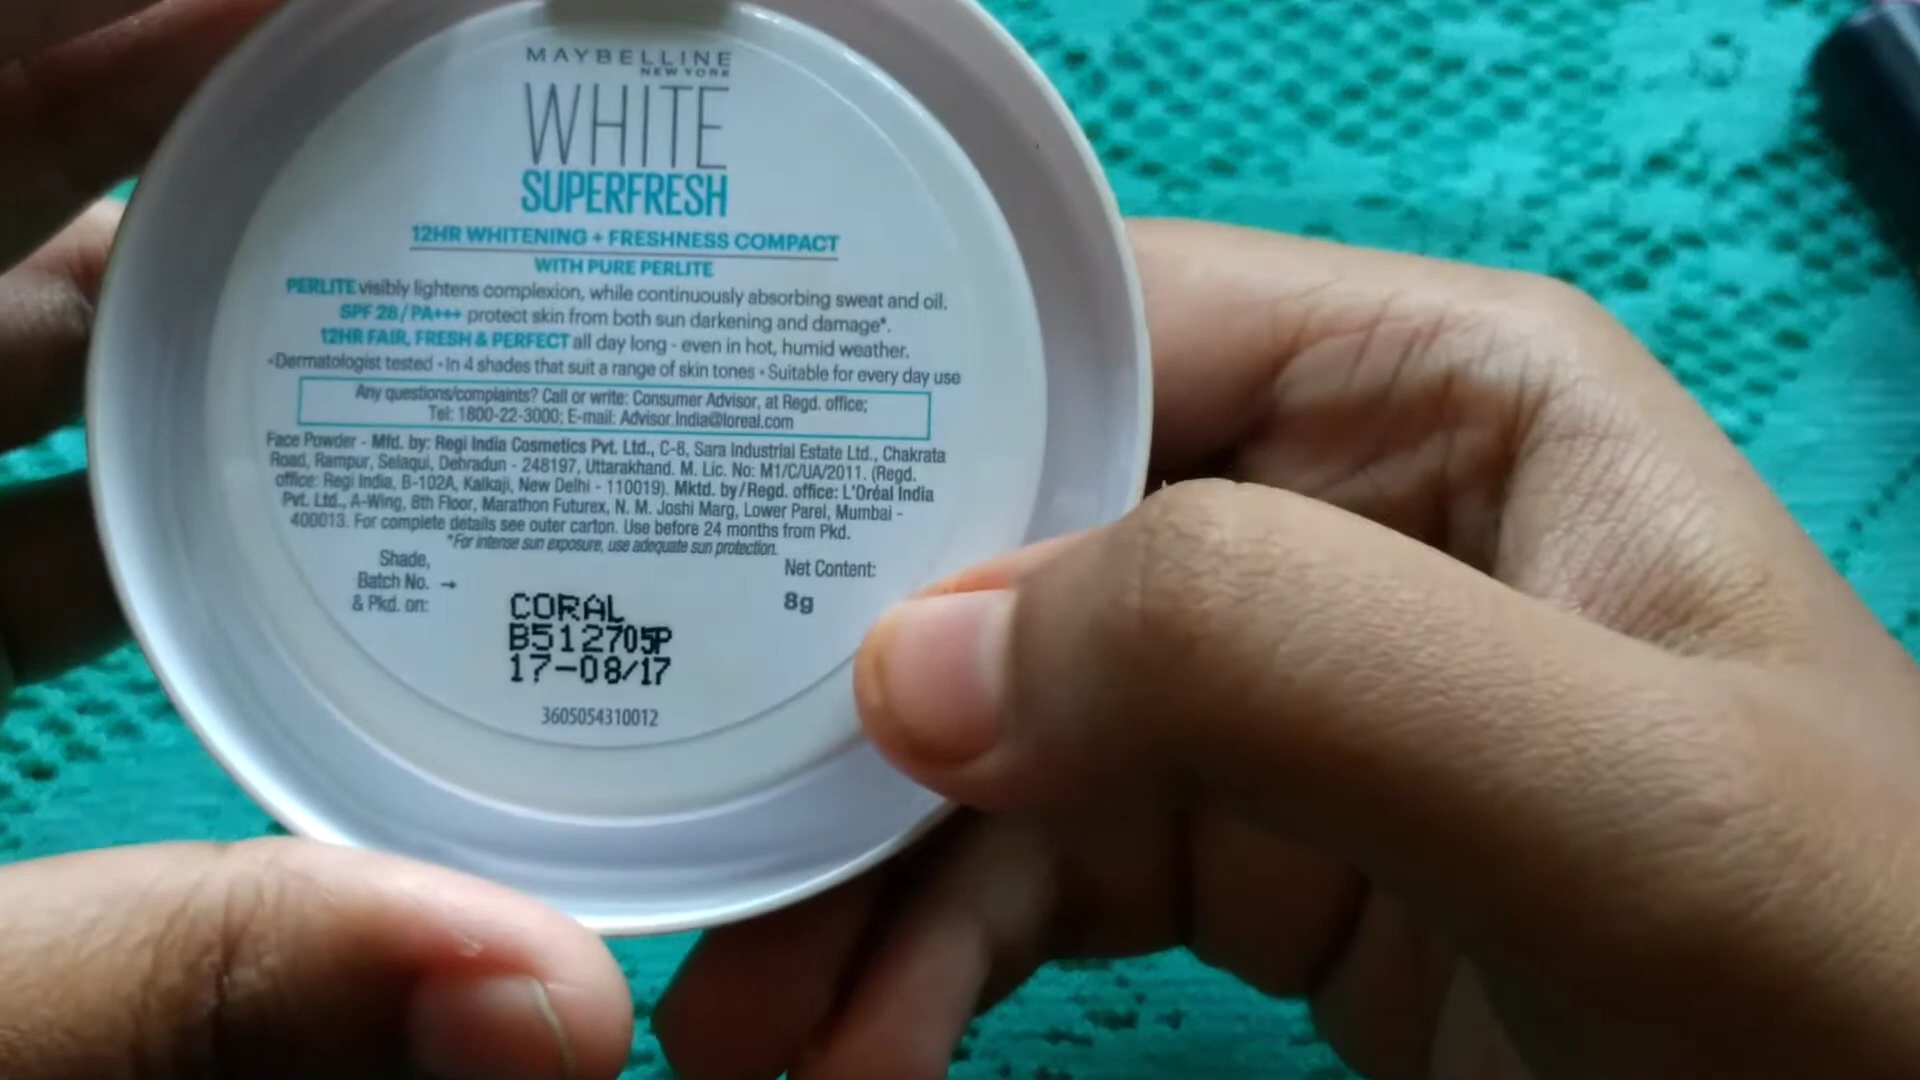 MAYBELLINE
NEW YORK
WHITE
SUPERFRESH
12HR WHITENING + FRESHNESS COMPACT
WITH PURE PERLITE
PERLITE visibly lightens complexion, while continuously absorbing sweat and oil.
SPF 28/PA+++ protect skin from both sun darkening and damage*.
12HR FAIR, FRESH & PERFECT all day long - even in hot, humid weather.
•Dermatologist tested • In 4 shades that suit a range of skin tones • Suitable for every day use
Any questions/complaints? Call or write: Consumer Advisor, at Regd. office;
Tel: 1800-22-3000; E-mail: Advisor.India@loreal.com
Face Powder - Mfd. by: Regi India Cosmetics Pvt. Ltd., C-8, Sara Industrial Estate Ltd., Chakrata
Road, Rampur, Selaqui, Dehradun - 248197, Uttarakhand. M. Lic. No: M1/C/UA/2011. (Regd.
office: Regi India, B-102A, Kalkaji, New Delhi - 110019). Mktd. by/Regd. office: L'Oréal India
Pvt. Ltd., A-Wing, 8th Floor, Marathon Futurex, N. M. Joshi Marg, Lower Parel, Mumbai -
400013. For complete details see outer carton. Use before 24 months from Pkd.
*For intense sun exposure, use adequate sun protection.
Shade,
Batch No. →
& Pkd. on:
CORAL
B512705P
17-08/17
Net Content:
8g
3605054310012